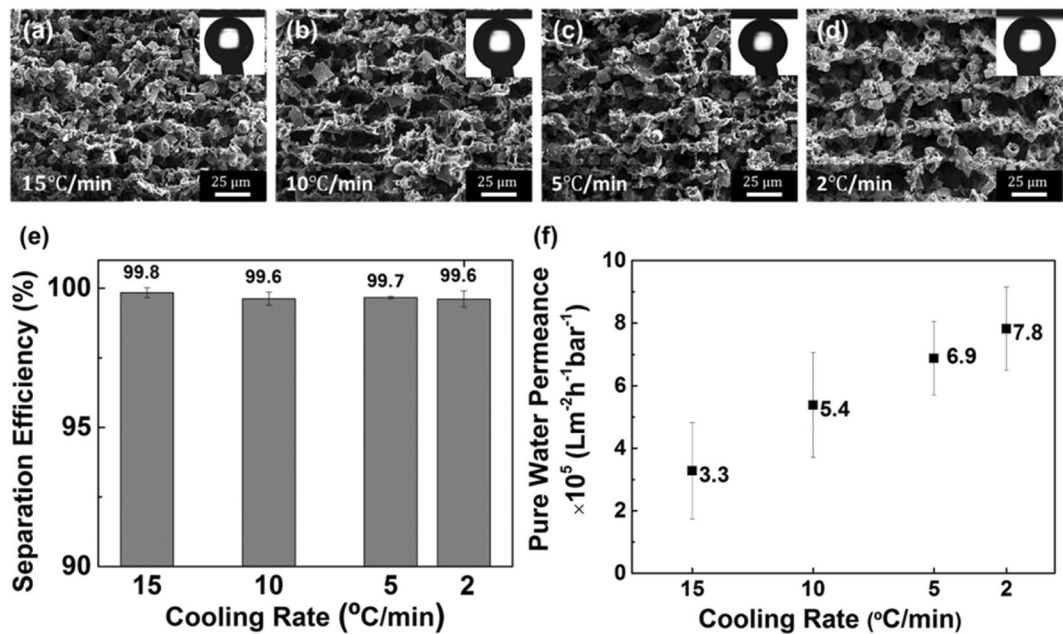 (a)
15°C/min
25 μm
(b)
10°C/min
25 μm
(c)
5°C/min
25 μm
(d)
2°C/min
25 μm
(e)
Separation Efficiency (%)
100
95
90
99.8
99.6
99.7
99.6
15
10
5
2
Cooling Rate (ºC/min)
(f)
Pure Water Permeance
×10⁵ (Lm⁻²h⁻¹bar⁻¹)
10
8
6
4
2
0
3.3
5.4
6.9
7.8
15
10
5
2
Cooling Rate (ºC/min)